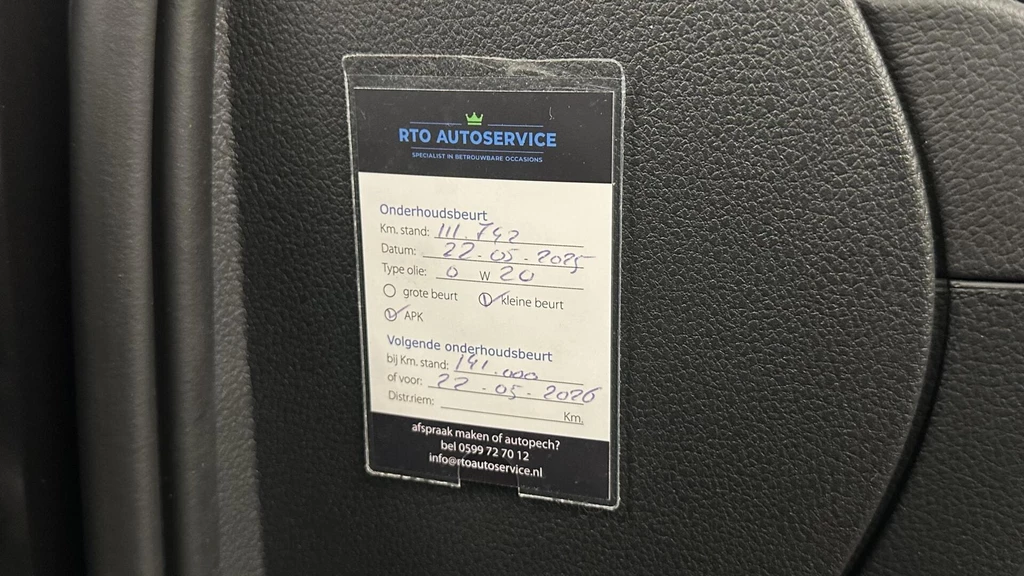 RTO AUTOSERVICE
SPECIALIST IN BETROUWBARE OCCASIONS
Onderhoudsbeurt
Km. stand: 111.742
Datum: 22-05-2025
Type olie: 0 W 20
grote beurt kleine beurt
APK
Volgende onderhoudsbeurt
bij Km. stand: 141.000
of voor: 22-05-2026
Distr.riem: Km.
afspraak maken of autopech?
bel 0599 72 70 12
info@rtoautoservice.nl